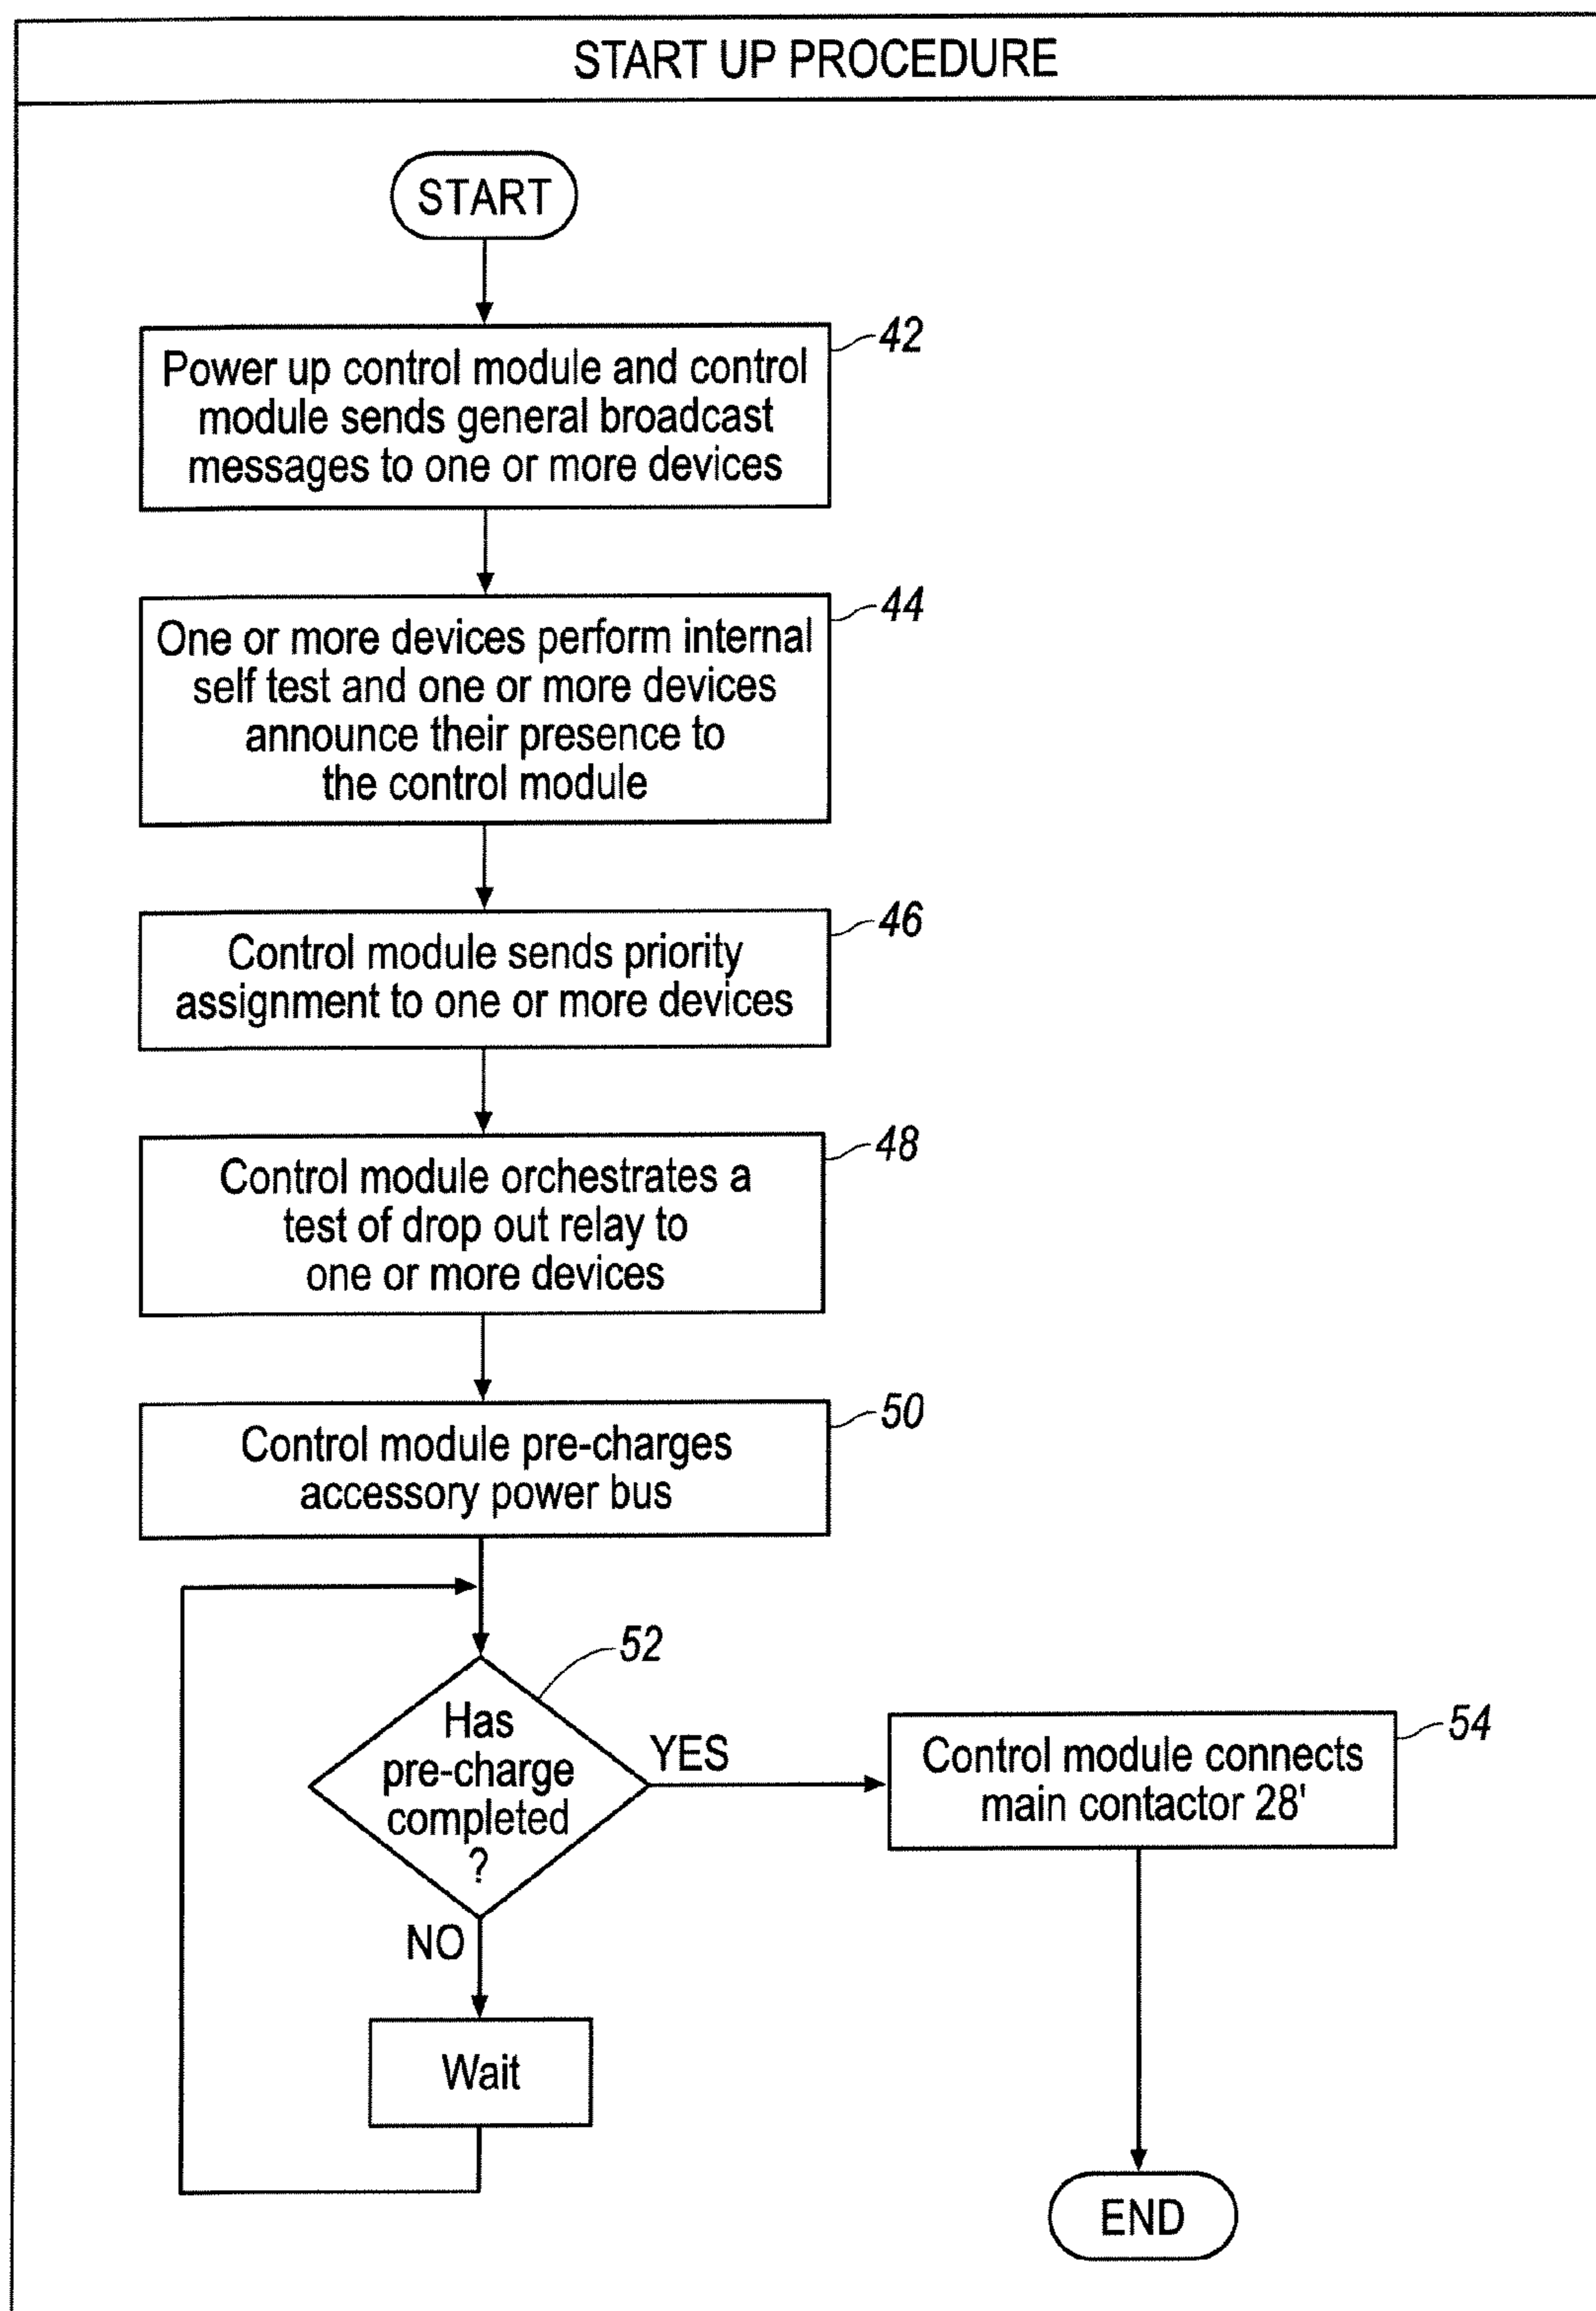 START UP PROCEDURE
START
42
Power up control module and control
module sends general broadcast
messages to one or more devices
44
One or more devices perform internal
self test and one or more devices
announce their presence to
the control module
46
Control module sends priority
assignment to one or more devices
48
Control module orchestrates a
test of drop out relay to
one or more devices
50
Control module pre-charges
accessory power bus
52
Has
pre-charge
completed
?
YES
54
Control module connects
main contactor 28'
NO
Wait
END